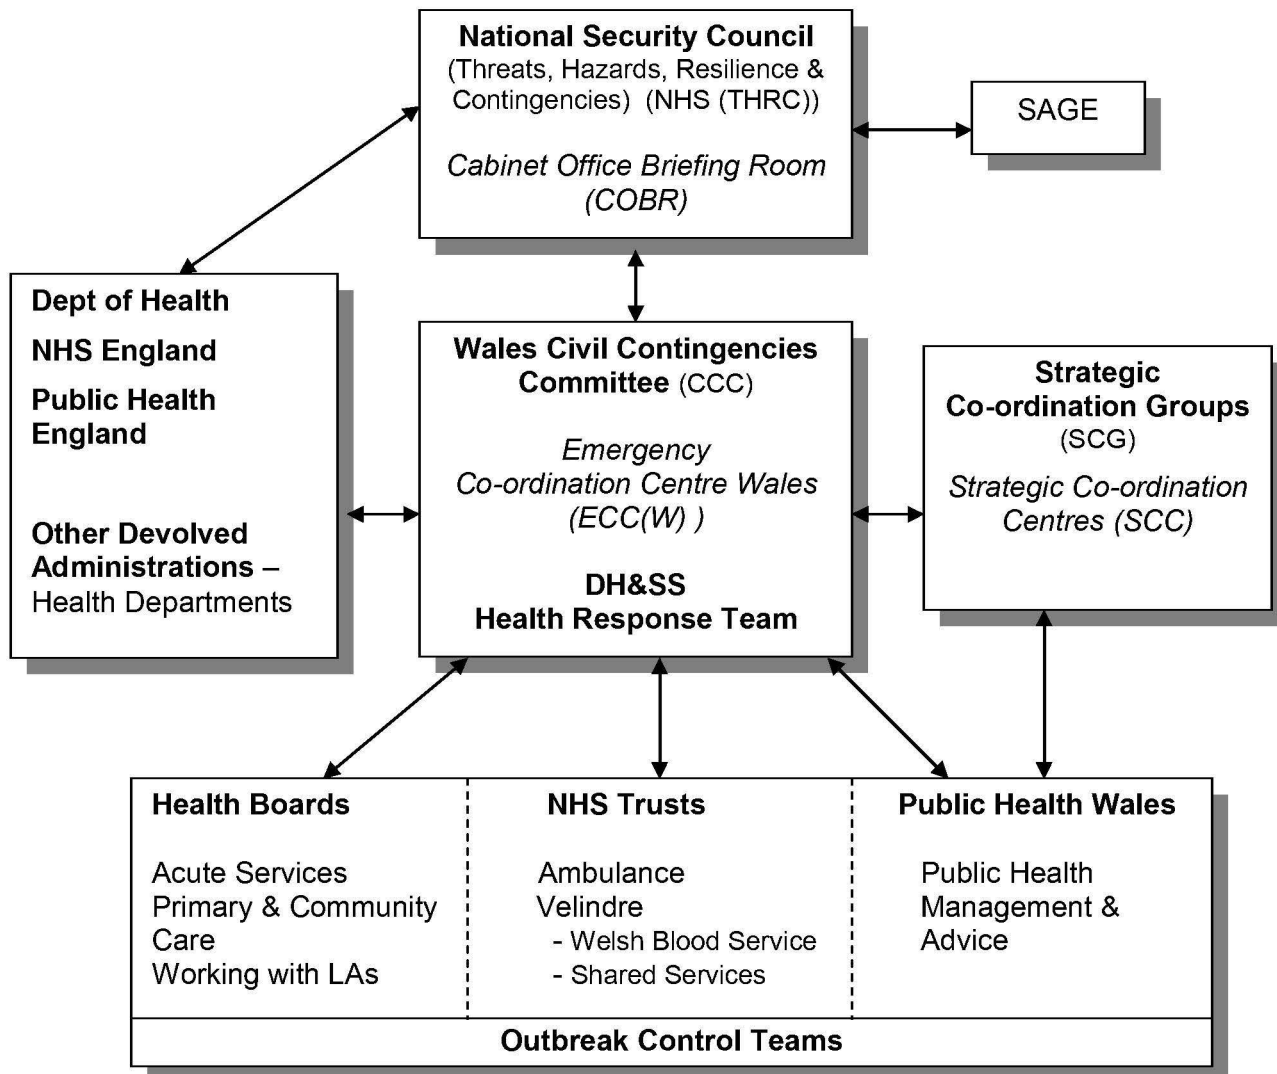 National Security Council
(Threats, Hazards, Resilience &
Contingencies) (NHS (THRC))
Cabinet Office Briefing Room
(COBR)
SAGE
Dept of Health
NHS England
Public Health
England
Other Devolved
Administrations –
Health Departments
Wales Civil Contingencies
Committee (CCC)
Emergency
Co-ordination Centre Wales
(ECC(W) )
DH&SS
Health Response Team
Strategic
Co-ordination Groups
(SCG)
Strategic Co-ordination
Centres (SCC)
Health Boards
Acute Services
Primary & Community
Care
Working with LAs
NHS Trusts
Ambulance
Velindre
- Welsh Blood Service
- Shared Services
Public Health Wales
Public Health
Management &
Advice
Outbreak Control Teams